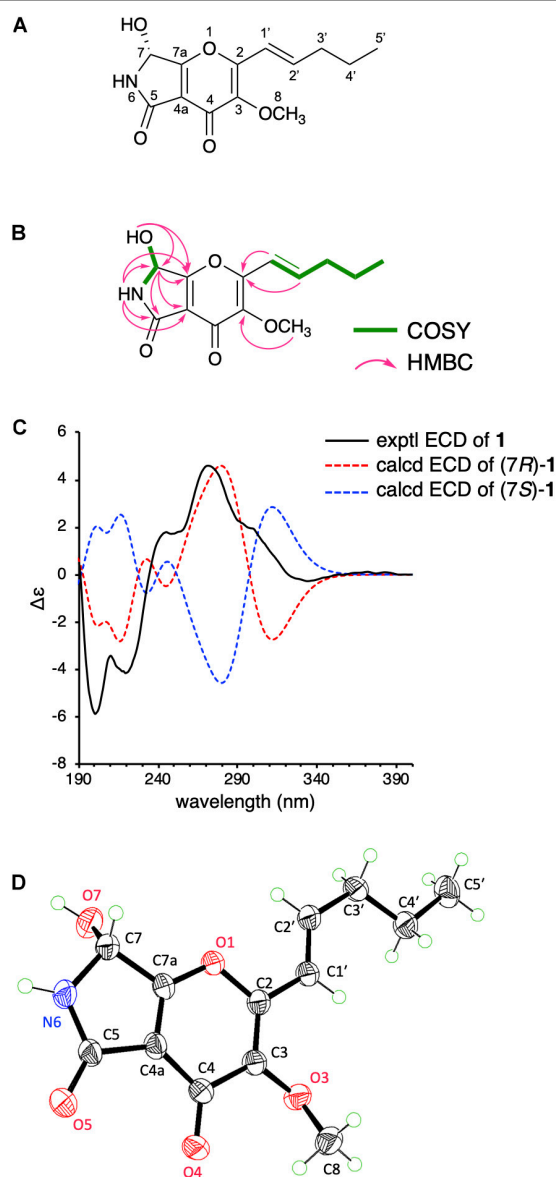 A
HO
1
1'
3'
5'
7
7a
O
2
2'
4'
HN
6
5
4a
4
3
8
OCH3
O
O
B
HO
O
HN
OCH3
O
O
COSY
HMBC
C
exptl ECD of 1
calcd ECD of (7R)-1
calcd ECD of (7S)-1
6
4
2
0
-2
-4
-6
-8
Δε
190 240 290 340 390
wavelength (nm)
D
O7
C7
C7a
O1
C2'
C3'
C4'
C5'
C1'
C2
N6
C5
C4a
C4
C3
O3
O5
O4
C8